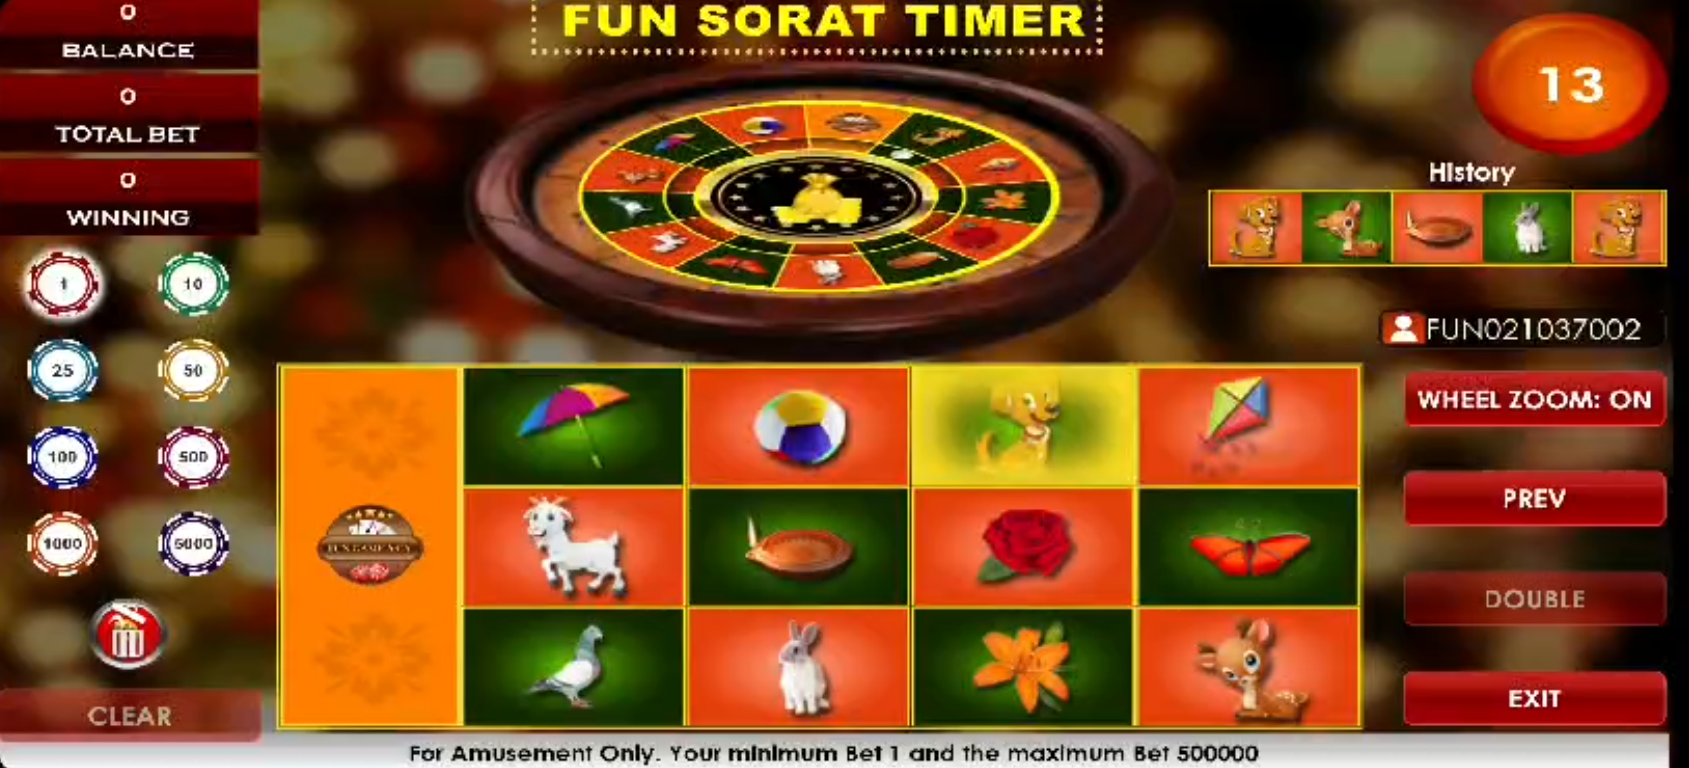 0
BALANCE
0
TOTAL BET
0
WINNING
FUN SORAT TIMER
13
History
FUN021037002
1
10
25
50
100
500
1000
5000
CLEAR
WHEEL ZOOM: ON
PREV
DOUBLE
EXIT
For Amusement Only. Your minimum Bet 1 and the maximum Bet 500000